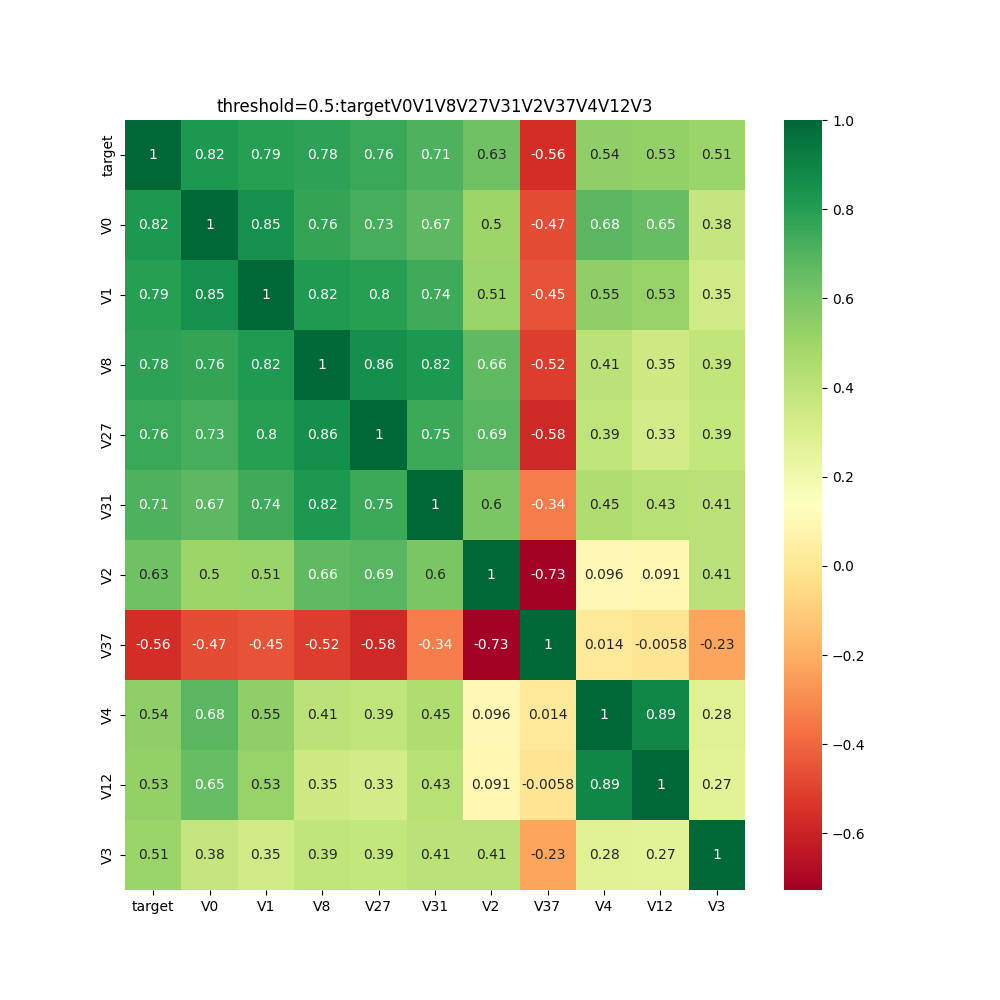 threshold=0.5:targetV0V1V8V27V31V2V37V4V12V3
target 1 0.82 0.79 0.78 0.76 0.71 0.63 -0.56 0.54 0.53 0.51
V0 0.82 1 0.85 0.76 0.73 0.67 0.5 -0.47 0.68 0.65 0.38
V1 0.79 0.85 1 0.82 0.8 0.74 0.51 -0.45 0.55 0.53 0.35
V8 0.78 0.76 0.82 1 0.86 0.82 0.66 -0.52 0.41 0.35 0.39
V27 0.76 0.73 0.8 0.86 1 0.75 0.69 -0.58 0.39 0.33 0.39
V31 0.71 0.67 0.74 0.82 0.75 1 0.6 -0.34 0.45 0.43 0.41
V2 0.63 0.5 0.51 0.66 0.69 0.6 1 -0.73 0.096 0.091 0.41
V37 -0.56 -0.47 -0.45 -0.52 -0.58 -0.34 -0.73 1 0.014 -0.0058 -0.23
V4 0.54 0.68 0.55 0.41 0.39 0.45 0.096 0.014 1 0.89 0.28
V12 0.53 0.65 0.53 0.35 0.33 0.43 0.091 -0.0058 0.89 1 0.27
V3 0.51 0.38 0.35 0.39 0.39 0.41 0.41 -0.23 0.28 0.27 1
target V0 V1 V8 V27 V31 V2 V37 V4 V12 V3
1.0
0.8
0.6
0.4
0.2
0.0
−0.2
−0.4
−0.6